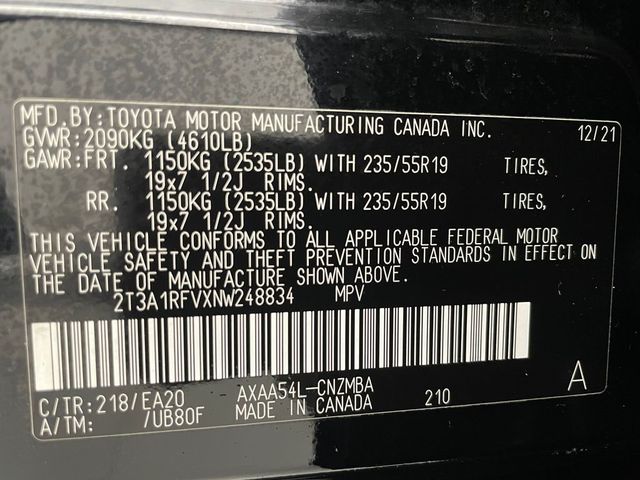 MFD.BY:TOYOTA MOTOR MANUFACTURING CANADA INC. 12/21
GVWR:2090KG (4610LB)
GAWR:FRT. 1150KG (2535LB) WITH 235/55R19 TIRES,
19x7 1/2J RIMS.
RR. 1150KG (2535LB) WITH 235/55R19 TIRES,
19x7 1/2J RIMS.
THIS VEHICLE CONFORMS TO ALL APPLICABLE FEDERAL MOTOR
VEHICLE SAFETY AND THEFT PREVENTION STANDARDS IN EFFECT ON
THE DATE OF MANUFACTURE SHOWN ABOVE.
2T3A1RFVXNW248834 MPV
C/TR:218/EA20 AXAA54L-CNZMBA 210 A
A/TM: /UB80F MADE IN CANADA